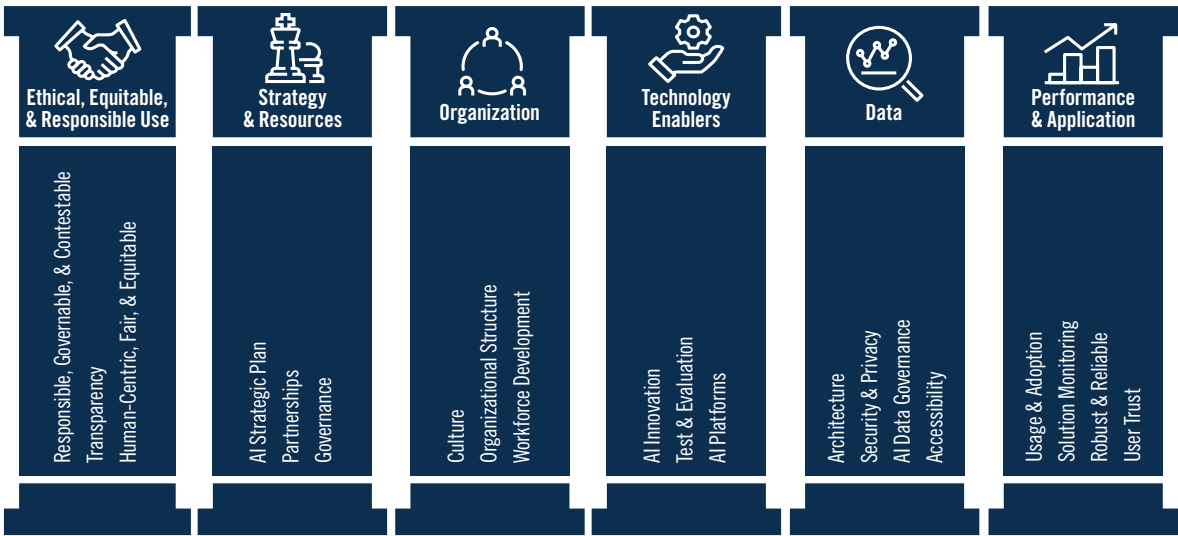 Ethical, Equitable,
& Responsible Use
Responsible, Governable, & Contestable
Transparency
Human-Centric, Fair, & Equitable
Strategy
& Resources
AI Strategic Plan
Partnerships
Governance
Organization
Culture
Organizational Structure
Workforce Development
Technology
Enablers
AI Innovation
Test & Evaluation
AI Platforms
Data
Architecture
Security & Privacy
AI Data Governance
Accessibility
Performance
& Application
Usage & Adoption
Solution Monitoring
Robust & Reliable
User Trust